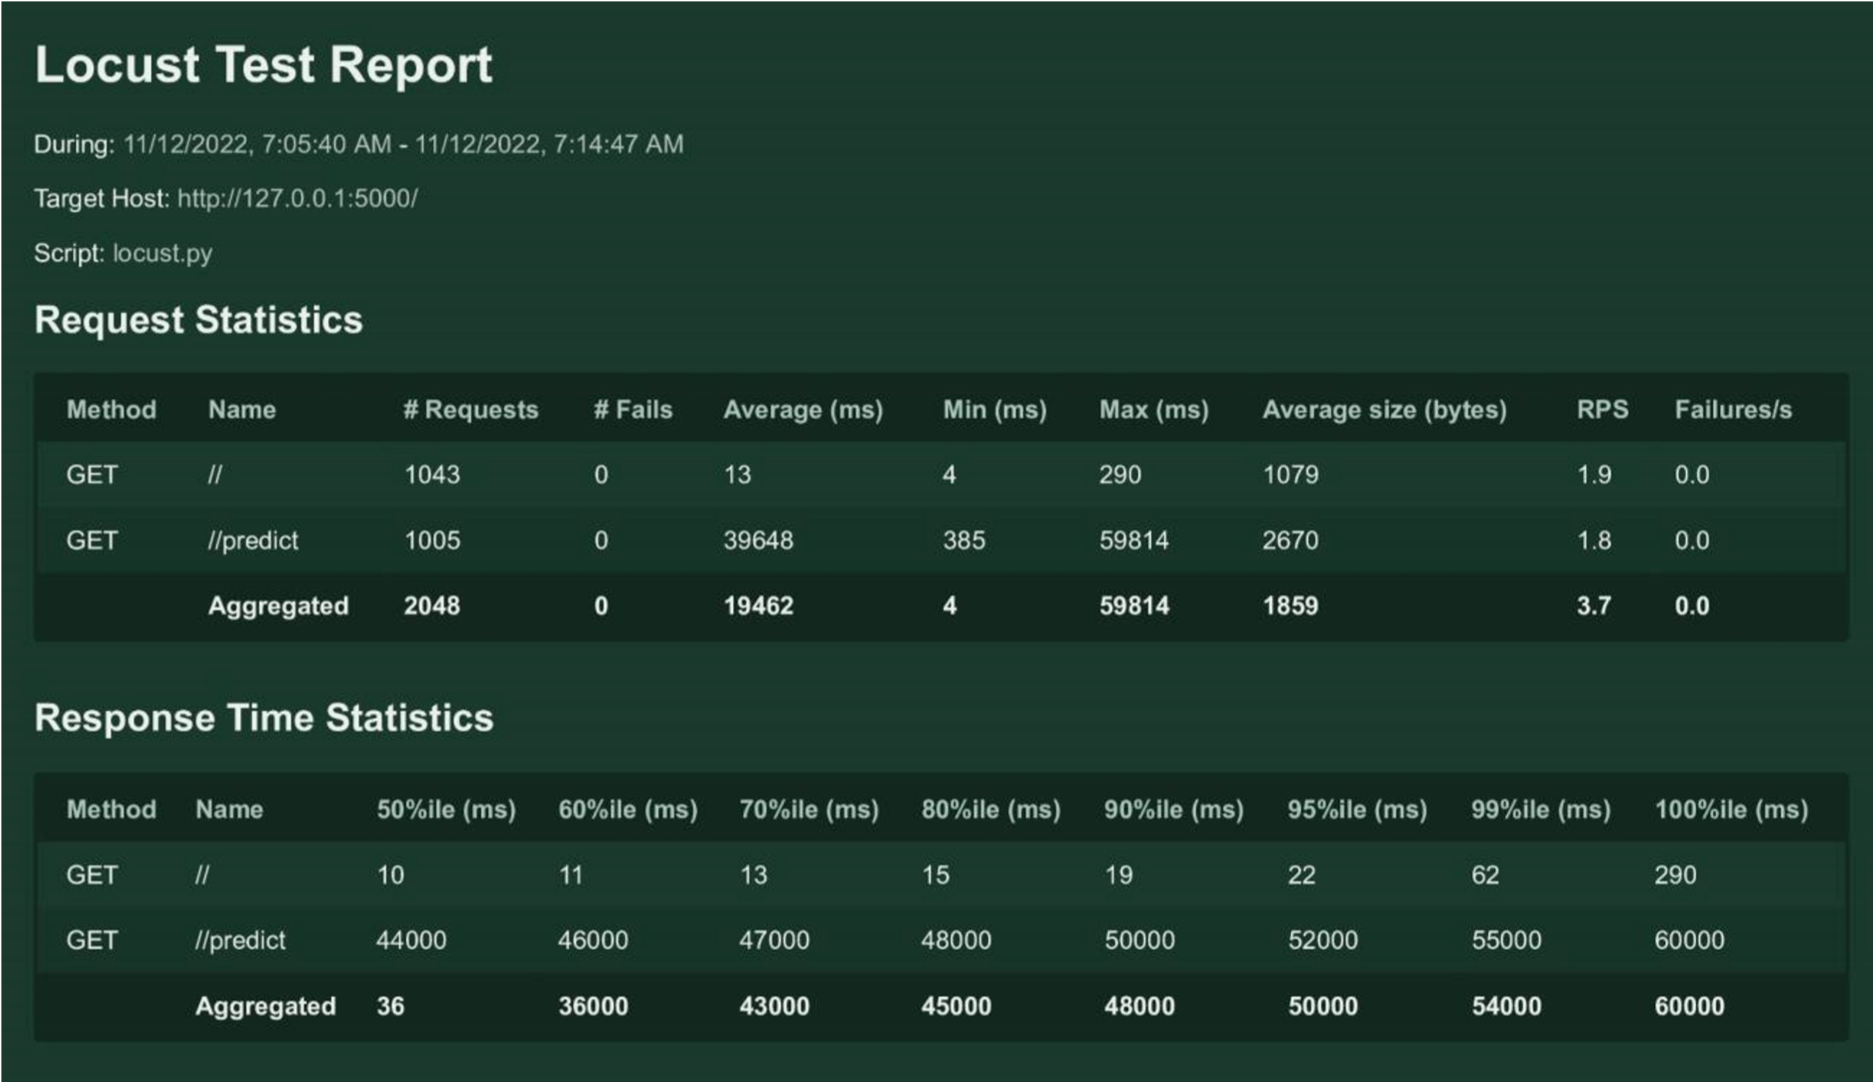 Locust Test Report
During: 11/12/2022, 7:05:40 AM - 11/12/2022, 7:14:47 AM
Target Host: http://127.0.0.1:5000/
Script: locust.py
Request Statistics
Method Name # Requests # Fails Average (ms) Min (ms) Max (ms) Average size (bytes) RPS Failures/s
GET // 1043 0 13 4 290 1079 1.9 0.0
GET //predict 1005 0 39648 385 59814 2670 1.8 0.0
Aggregated 2048 0 19462 4 59814 1859 3.7 0.0
Response Time Statistics
Method Name 50%ile (ms) 60%ile (ms) 70%ile (ms) 80%ile (ms) 90%ile (ms) 95%ile (ms) 99%ile (ms) 100%ile (ms)
GET // 10 11 13 15 19 22 62 290
GET //predict 44000 46000 47000 48000 50000 52000 55000 60000
Aggregated 36 36000 43000 45000 48000 50000 54000 60000